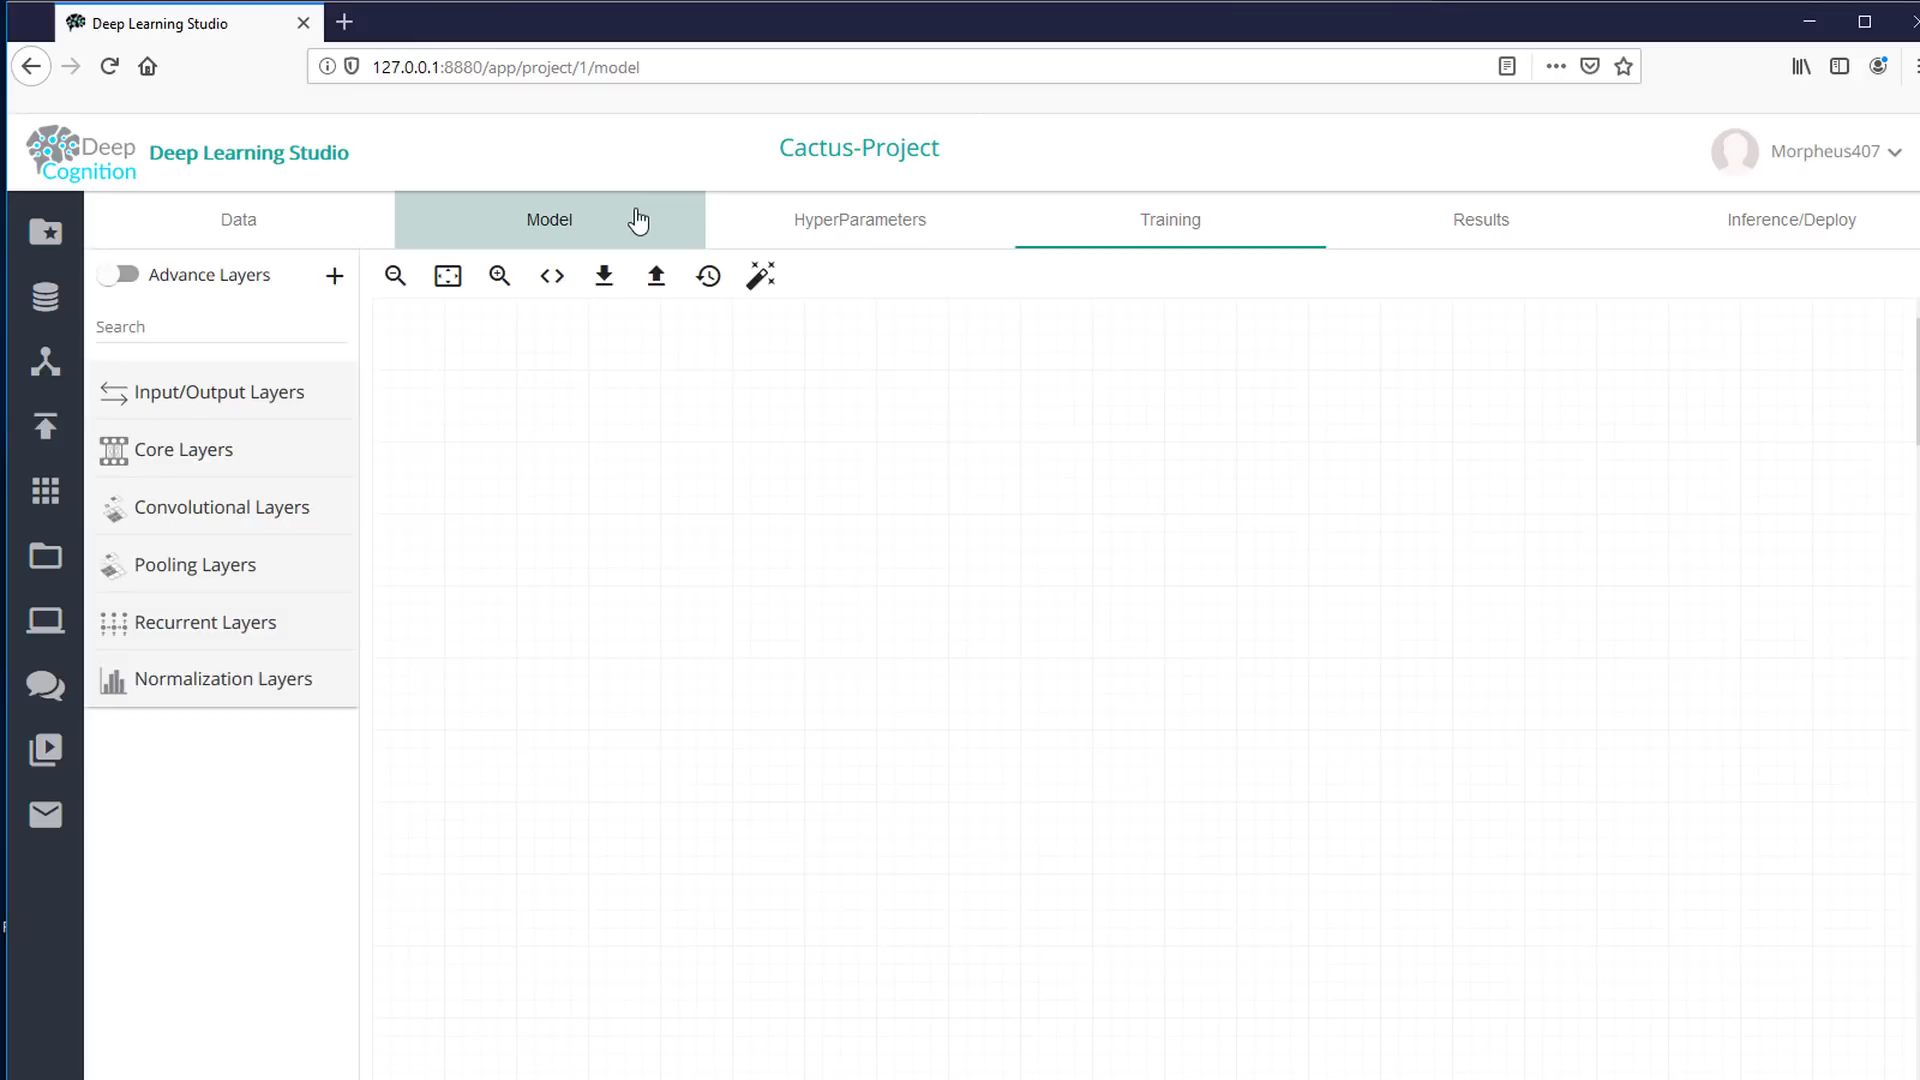 Deep Learning Studio
127.0.0.1:8880/app/project/1/model
Deep
Cognition
Deep Learning Studio
Cactus-Project
Morpheus407
Data
Model
HyperParameters
Training
Results
Inference/Deploy
Advance Layers
Search
Input/Output Layers
Core Layers
Convolutional Layers
Pooling Layers
Recurrent Layers
Normalization Layers